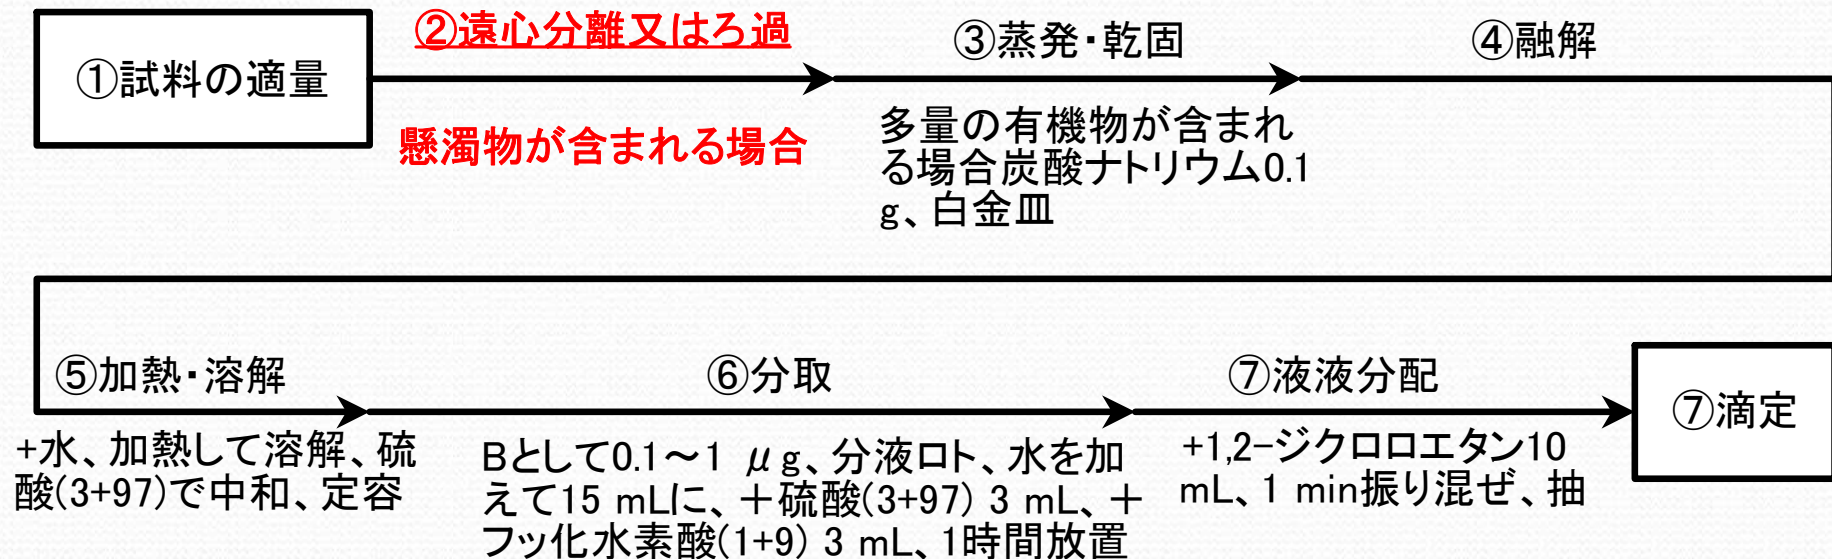 ①試料の適量
②遠心分離又はろ過
懸濁物が含まれる場合
③蒸発・乾固
多量の有機物が含まれ
る場合炭酸ナトリウム0.1
g、白金皿
④融解
⑤加熱・溶解
+水、加熱して溶解、硫
酸(3+97)で中和、定容
⑥分取
Bとして0.1～1 μg、分液ロト、水を加
えて15 mLに、＋硫酸(3+97) 3 mL、＋
フッ化水素酸(1+9) 3 mL、1時間放置
⑦液液分配
+1,2-ジクロロエタン10
mL、1 min振り混ぜ、抽
⑦滴定